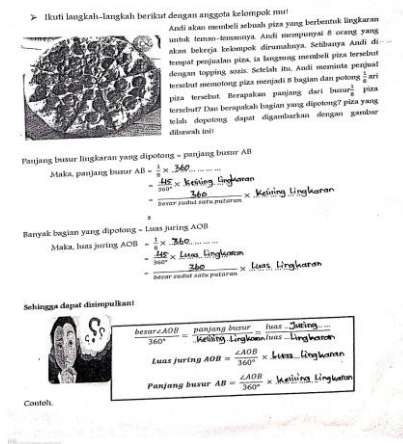 ➢ Ikuti langkah-langkah berikut dengan anggota kelompok mu!
Andi akan membeli sebuah piza yang berbentuk lingkaran
untuk teman-temannya. Andi mempunyai 8 orang yang
akan bekerja kelompok dirumahnya. Setibanya Andi di
tempat penjualan piza, ia langsung membeli piza tersebut
dengan topping sozis. Setelah itu, Andi meminta penjual
tersebut memotong piza menjadi 8 bagian dan potong 1/8 ari
piza tersebut. Berapakan panjang dari busur 1/8 piza
tersebut? Dan berapakah bagian yang dipotong? piza yang
telah dopotong dapat digambarkan dengan gambar
dibawah ini!
Panjang busur lingkaran yang dipotong = panjang busur AB
Maka, panjang busur AB = 1/8 × 360
= 45/360° × Keliling lingkaran
= 360/besar sudut satu putaran × Keliling Lingkaran
Banyak bagian yang dipotong = Luas juring AOB
Maka, luas juring AOB = 1/8 × 360
= 45/360° × Luas lingkaran
= 360/besar sudut satu putaran × Luas Lingkaran
Sehingga dapat disimpulkan!
besar∠AOB/360° = panjang busur/Keliling Lingkaran = luas Juring/luas Lingkaran
Luas juring AOB = ∠AOB/360° × Luas Lingkaran
Panjang busur AB = ∠AOB/360° × Keliling Lingkaran
Contoh.